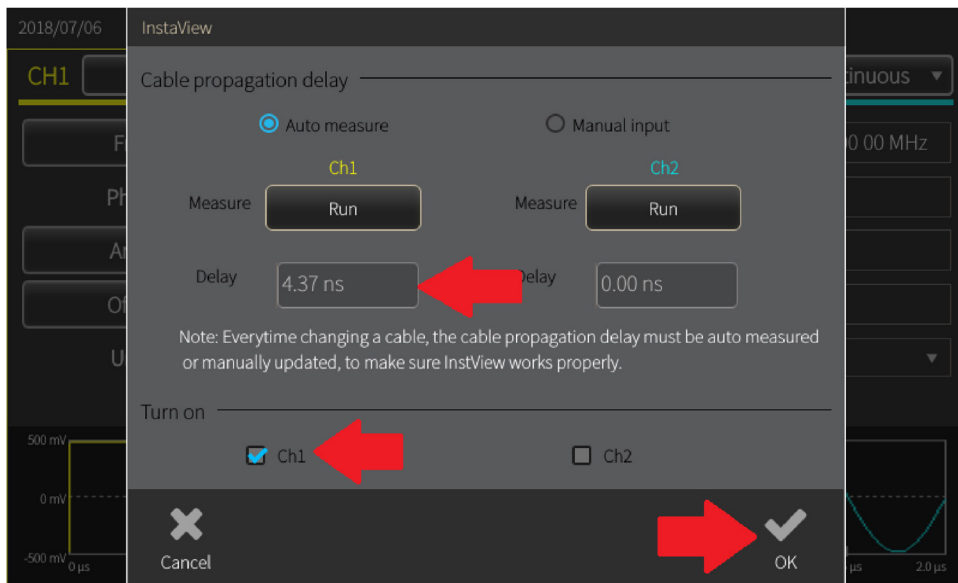 2018/07/06
InstaView
CH1
Cable propagation delay
tinuous
Auto measure
Manual input
F
00 00 MHz
Ch1
Ch2
Ph
Measure
Run
Measure
Run
A
Delay
4.37 ns
Delay
0.00 ns
Of
Note: Everytime changing a cable, the cable propagation delay must be auto measured
or manually updated, to make sure InstView works properly.
U
Turn on
500 mV
Ch1
Ch2
0 mV
-500 mV
0 µs
Cancel
OK
µs
2.0 µs